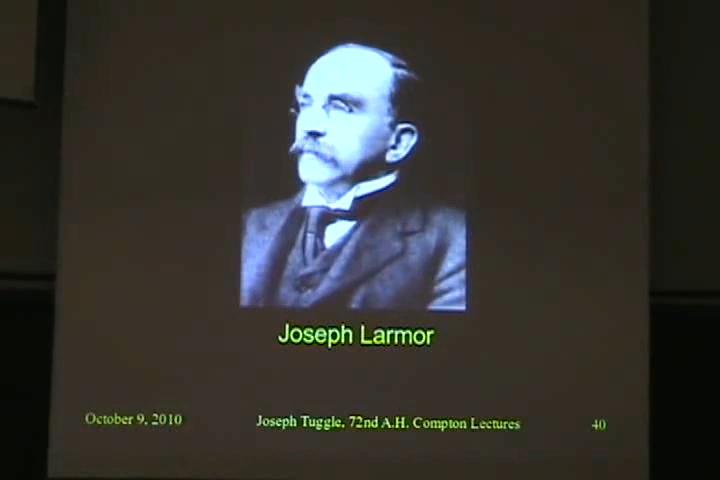 Joseph Larmor
October 9, 2010 Joseph Tuggle, 72nd A.H. Compton Lectures 40